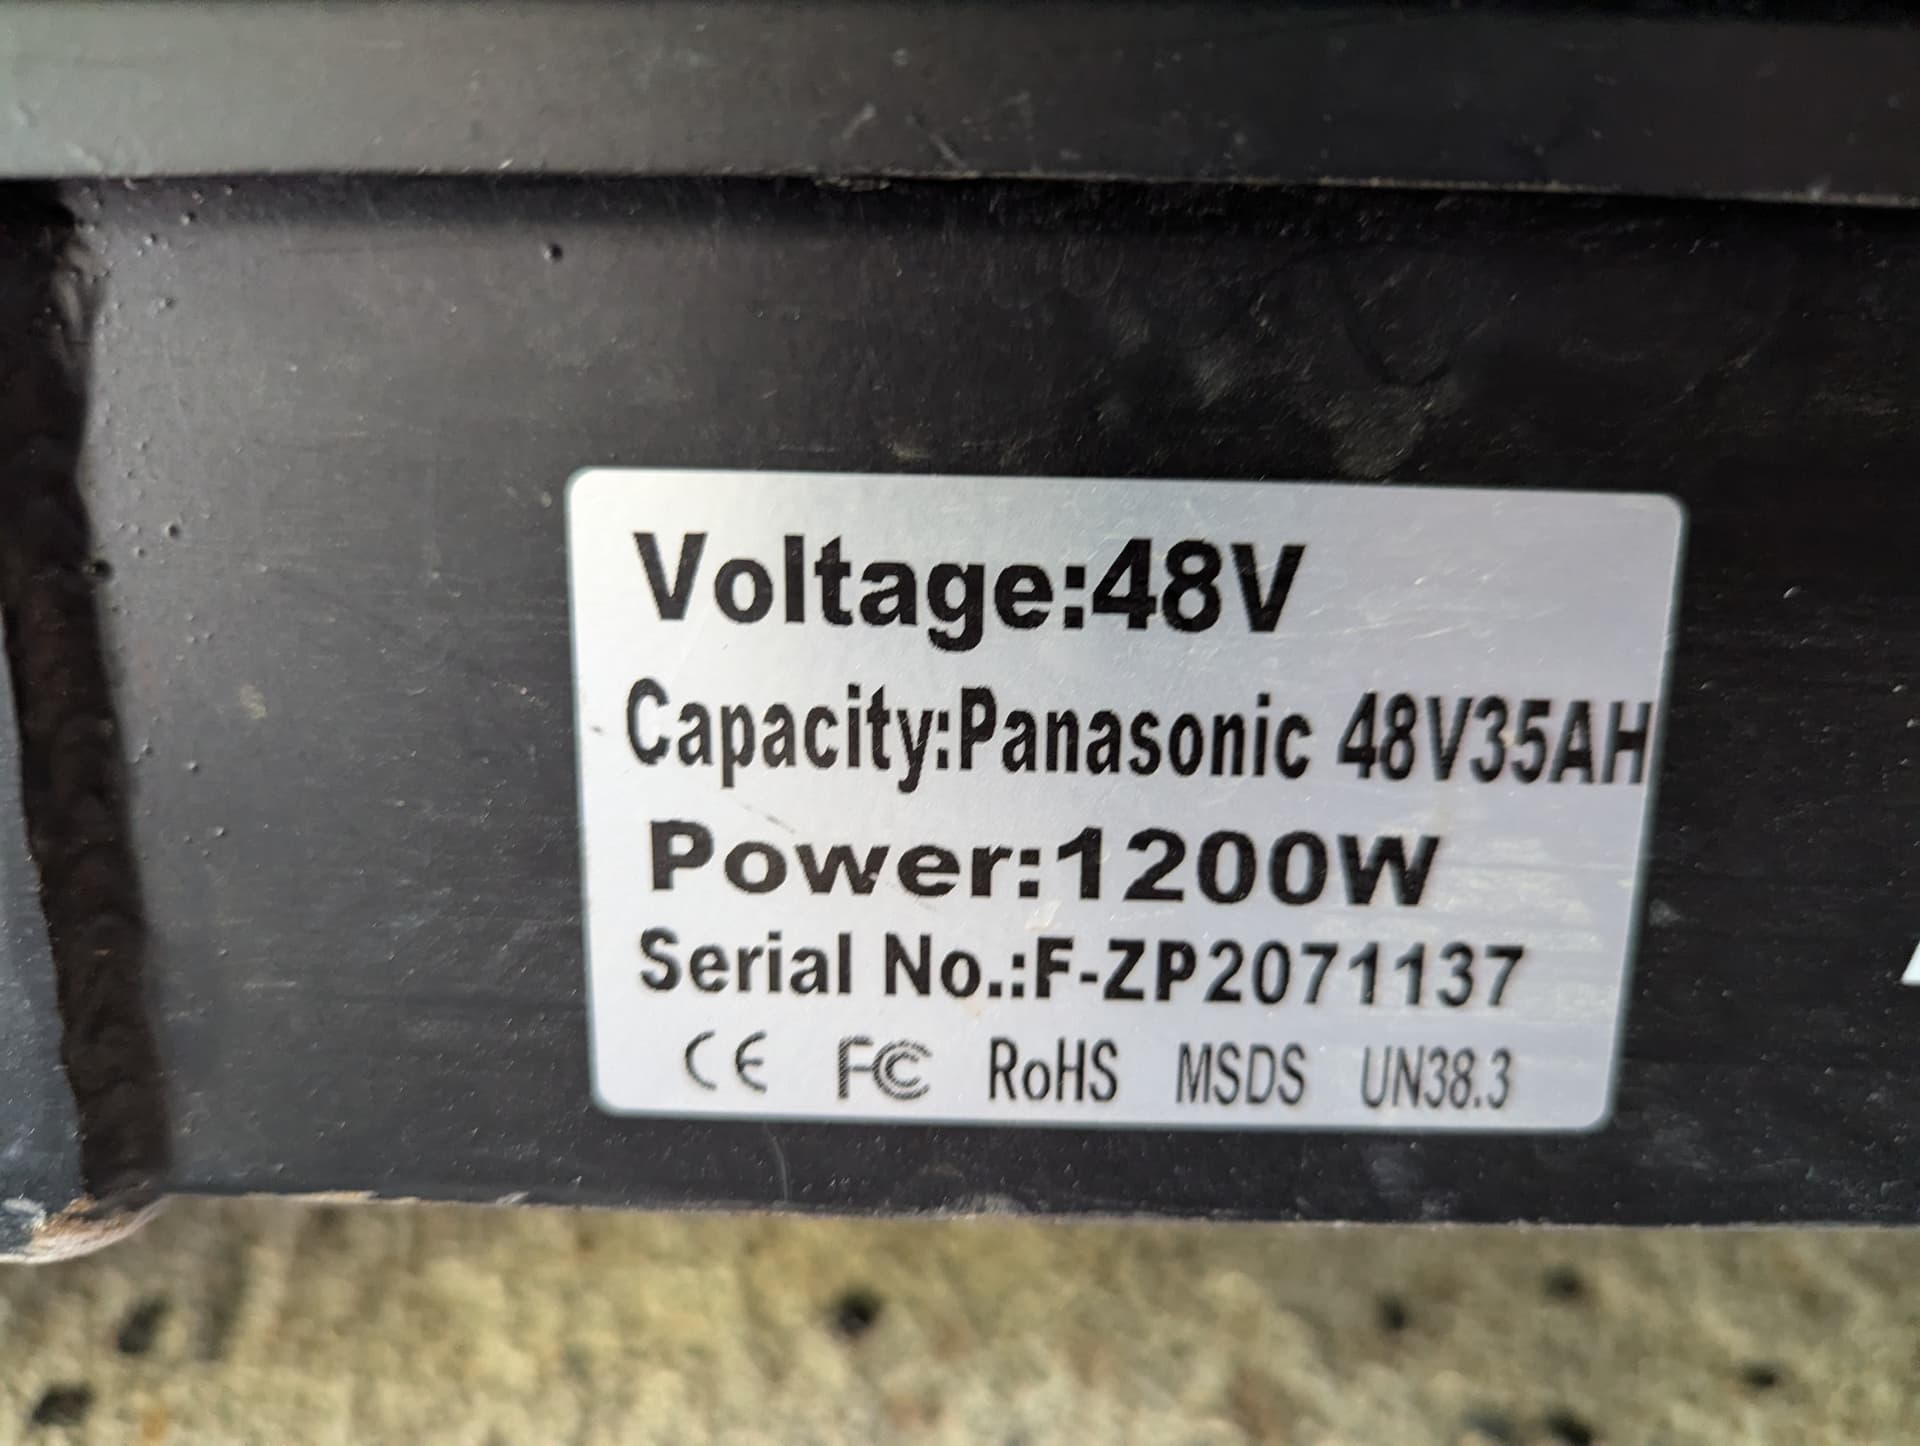 Voltage:48V
Capacity:Panasonic 48V35AH
Power:1200W
Serial No.:F-ZP2071137
CE FC RoHS MSDS UN38.3